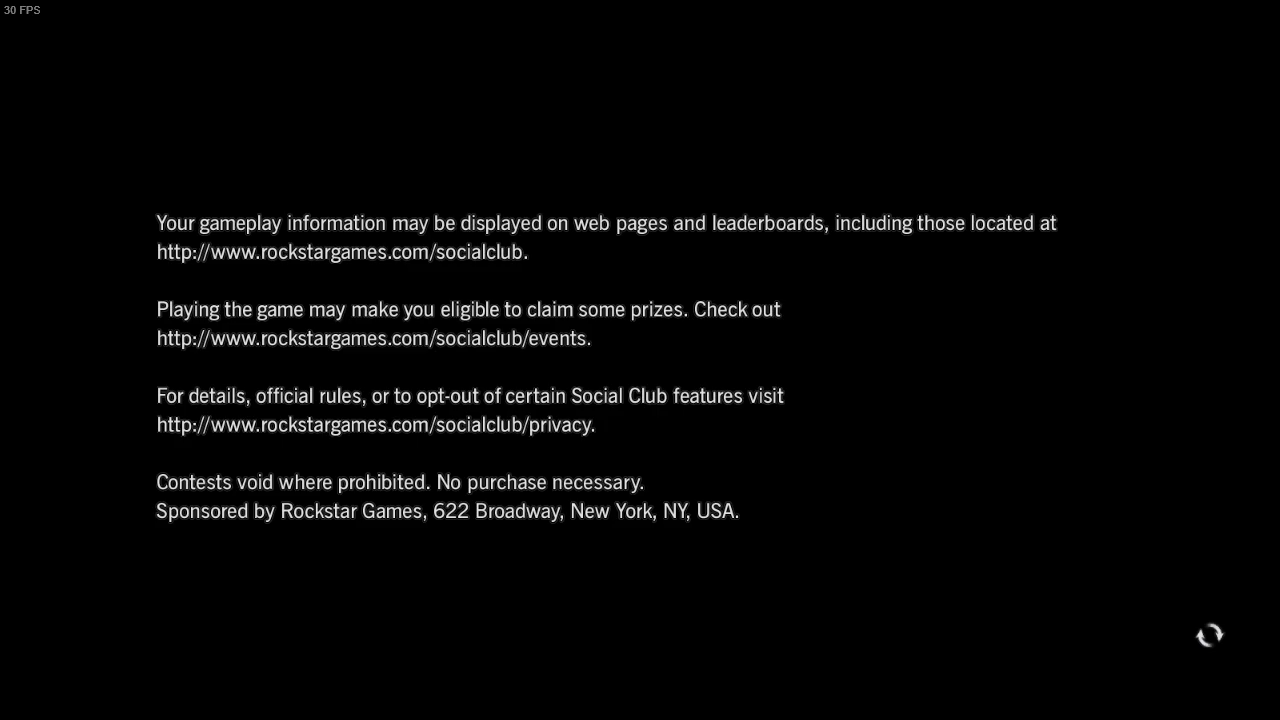 30 FPS
Your gameplay information may be displayed on web pages and leaderboards, including those located at
http://www.rockstargames.com/socialclub.
Playing the game may make you eligible to claim some prizes. Check out
http://www.rockstargames.com/socialclub/events.
For details, official rules, or to opt-out of certain Social Club features visit
http://www.rockstargames.com/socialclub/privacy.
Contests void where prohibited. No purchase necessary.
Sponsored by Rockstar Games, 622 Broadway, New York, NY, USA.